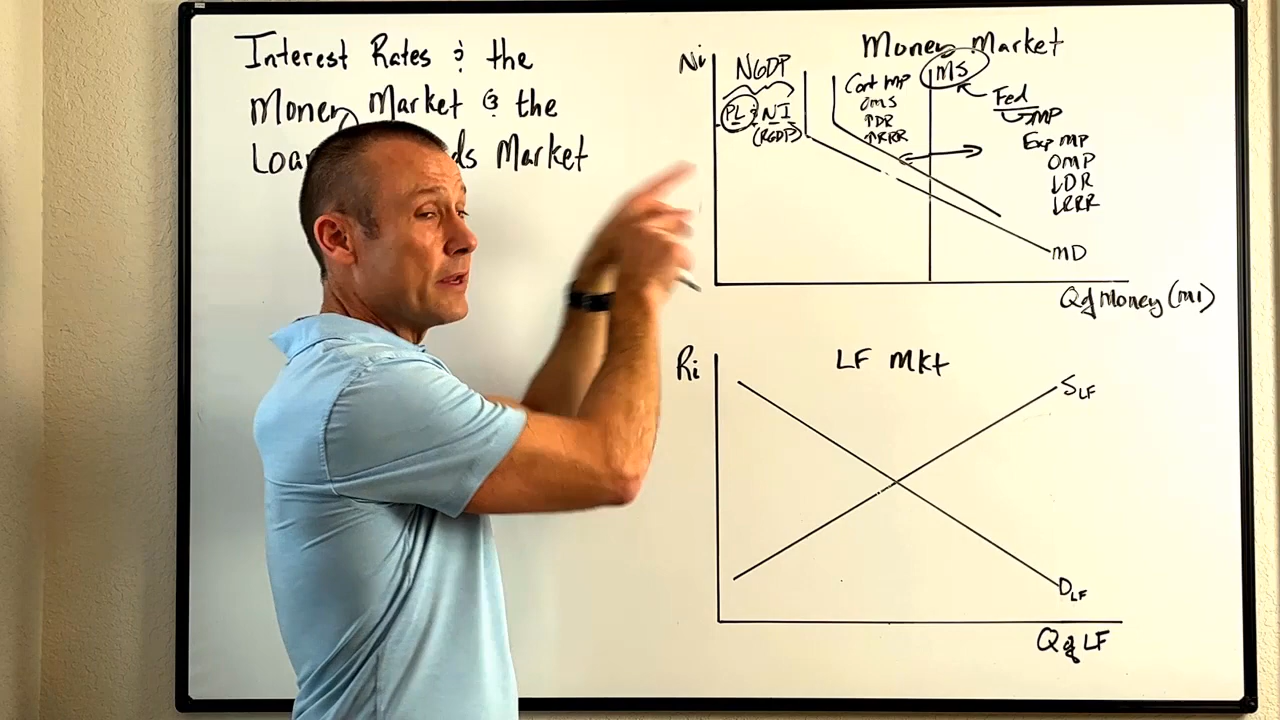 Interest Rates & the
Money Market & the
Loa ds Market
Money Market
Ni
NGDP
PL & NI
(RGDP)
Cont MP
OMS
↑DR
↑RRR
MS
Fed
MP
Exp MP
OMP
↓DR
↓RRR
MD
Q of Money (M1)
Ri
LF Mkt
SLF
DLF
Q of LF